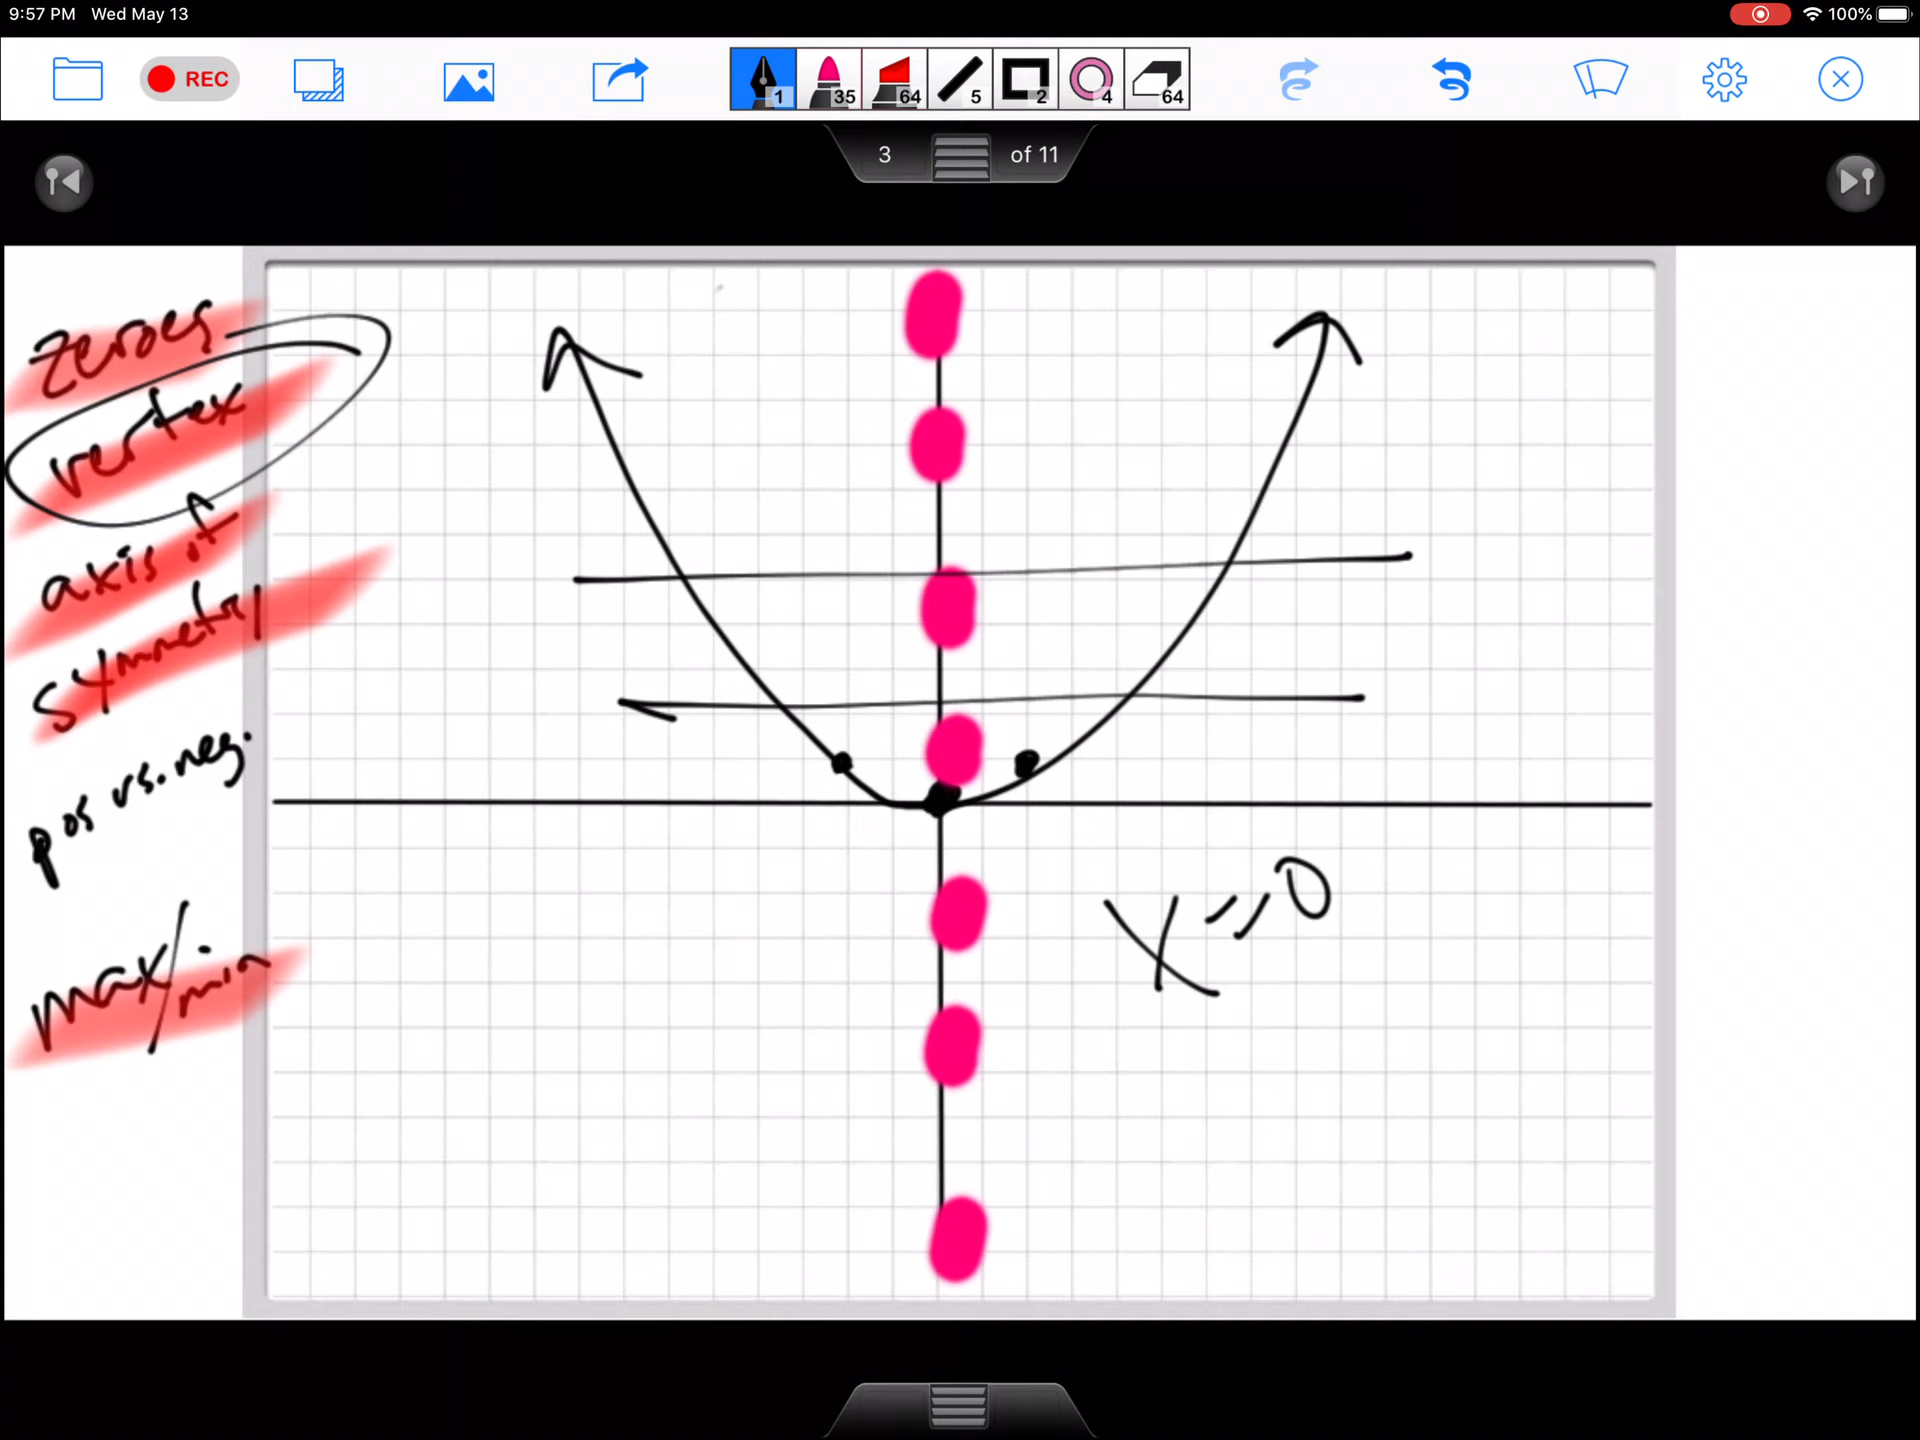 9:57 PM Wed May 13
100%
REC
1 35 64 5 2 4 64
3 of 11
zeroes
vertex
axis of
symmetry
pos vs. neg.
max/min
x=0